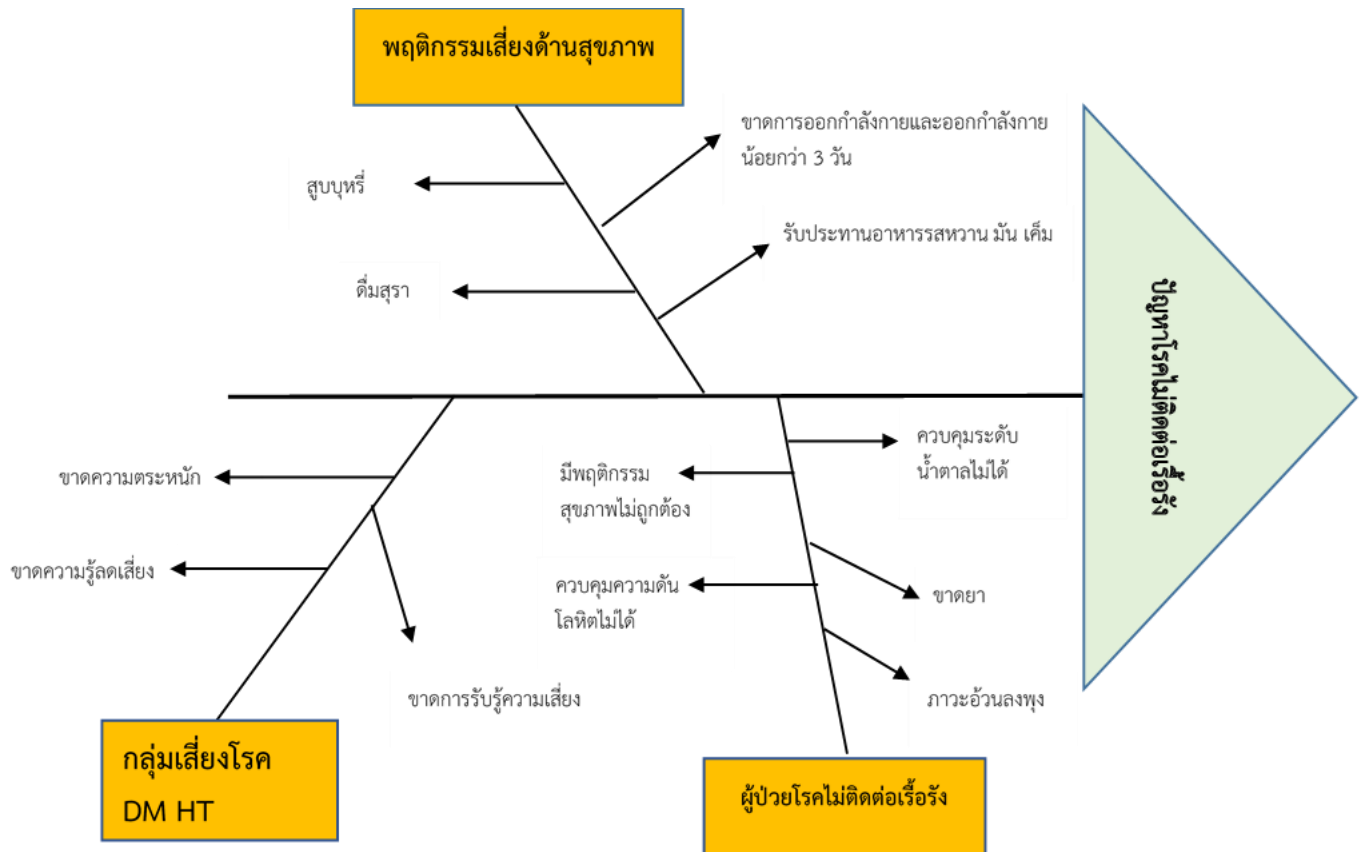 พฤติกรรมเสี่ยงด้านสุขภาพ
ขาดการออกกำลังกายและออกกำลังกาย
น้อยกว่า 3 วัน
สูบบุหรี่
รับประทานอาหารรสหวาน มัน เค็ม
ดื่มสุรา
ปัญหาโรคไม่ติดต่อเรื้อรัง
ควบคุมระดับ
น้ำตาลไม่ได้
มีพฤติกรรม
สุขภาพไม่ถูกต้อง
ขาดความตระหนัก
ขาดความรู้ลดเสี่ยง
ควบคุมความดัน
โลหิตไม่ได้
ขาดยา
ขาดการรับรู้ความเสี่ยง
ภาวะอ้วนลงพุง
กลุ่มเสี่ยงโรค
DM HT
ผู้ป่วยโรคไม่ติดต่อเรื้อรัง